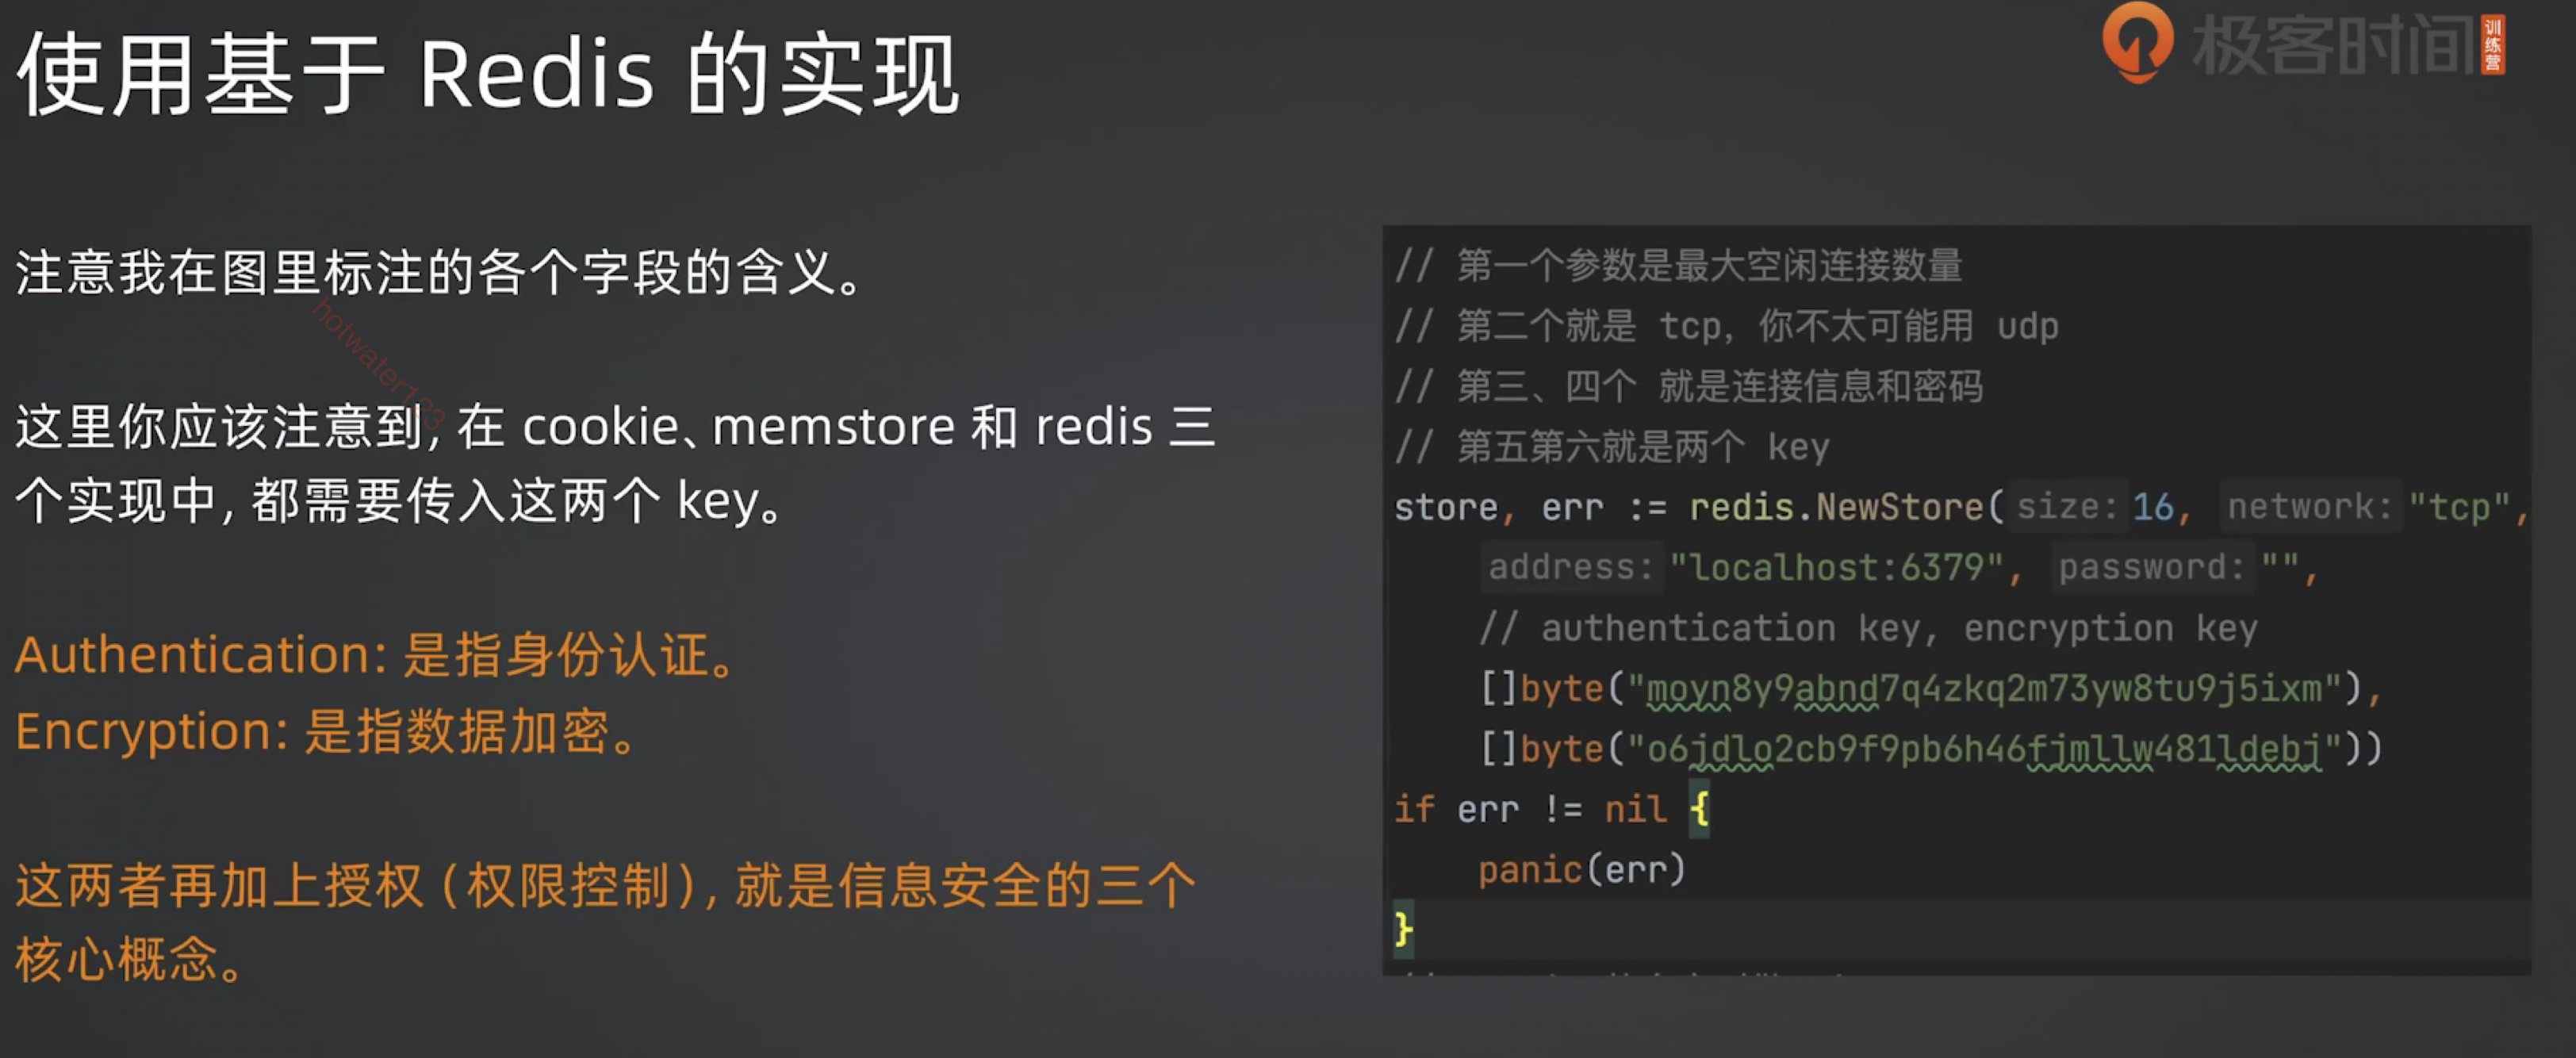 使用基于 Redis 的实现
极客时间
训练营
注意我在图里标注的各个字段的含义。
hotwater123
这里你应该注意到, 在 cookie、memstore 和 redis 三
个实现中, 都需要传入这两个 key。
Authentication: 是指身份认证。
Encryption: 是指数据加密。
这两者再加上授权 (权限控制), 就是信息安全的三个
核心概念。
// 第一个参数是最大空闲连接数量
// 第二个就是 tcp，你不太可能用 udp
// 第三、四个 就是连接信息和密码
// 第五第六就是两个 key
store, err := redis.NewStore( size: 16, network: "tcp",
address: "localhost:6379", password: "",
// authentication key, encryption key
[]byte("moyn8y9abnd7q4zkq2m73yw8tu9j5ixm"),
[]byte("o6jdlo2cb9f9pb6h46fjmllw481ldebj"))
if err != nil {
panic(err)
}